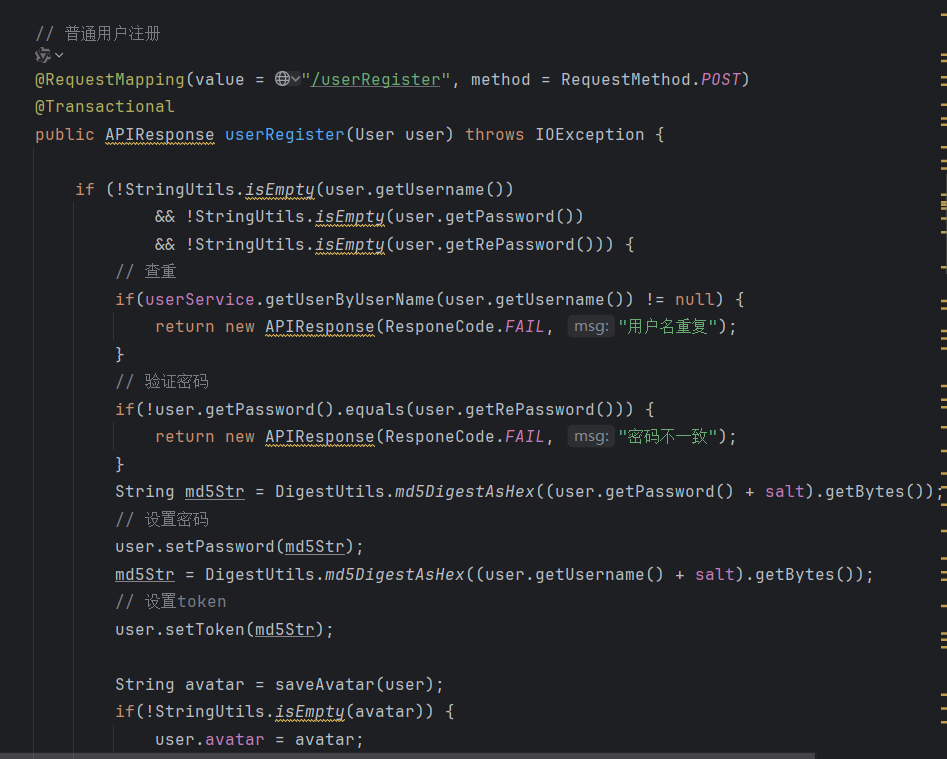 // 普通用户注册
@RequestMapping(value = "/userRegister", method = RequestMethod.POST)
@Transactional
public APIResponse userRegister(User user) throws IOException {
if (!StringUtils.isEmpty(user.getUsername())
&& !StringUtils.isEmpty(user.getPassword())
&& !StringUtils.isEmpty(user.getRePassword())) {
// 查重
if(userService.getUserByUserName(user.getUsername()) != null) {
return new APIResponse(ResponeCode.FAIL, msg: "用户名重复");
}
// 验证密码
if(!user.getPassword().equals(user.getRePassword())) {
return new APIResponse(ResponeCode.FAIL, msg: "密码不一致");
}
String md5Str = DigestUtils.md5DigestAsHex((user.getPassword() + salt).getBytes());
// 设置密码
user.setPassword(md5Str);
md5Str = DigestUtils.md5DigestAsHex((user.getUsername() + salt).getBytes());
// 设置token
user.setToken(md5Str);
String avatar = saveAvatar(user);
if(!StringUtils.isEmpty(avatar)) {
user.avatar = avatar;